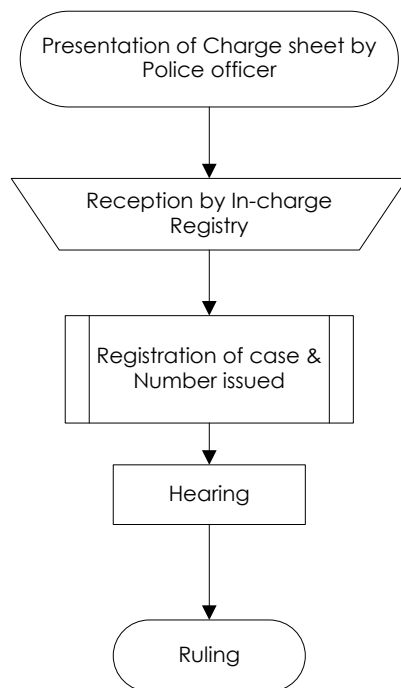 Presentation of Charge sheet by
Police officer
Reception by In-charge
Registry
Registration of case &
Number issued
Hearing
Ruling